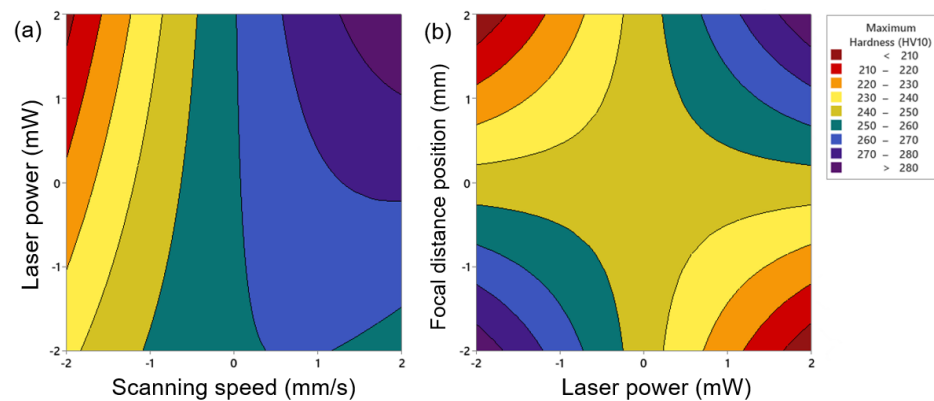 (a)
Laser power (mW)
2
1
0
-1
-2
-2 -1 0 1 2
Scanning speed (mm/s)
(b)
Focal distance position (mm)
2
1
0
-1
-2
-2 -1 0 1 2
Laser power (mW)
Maximum
Hardness (HV10)
< 210
210 – 220
220 – 230
230 – 240
240 – 250
250 – 260
260 – 270
270 – 280
> 280